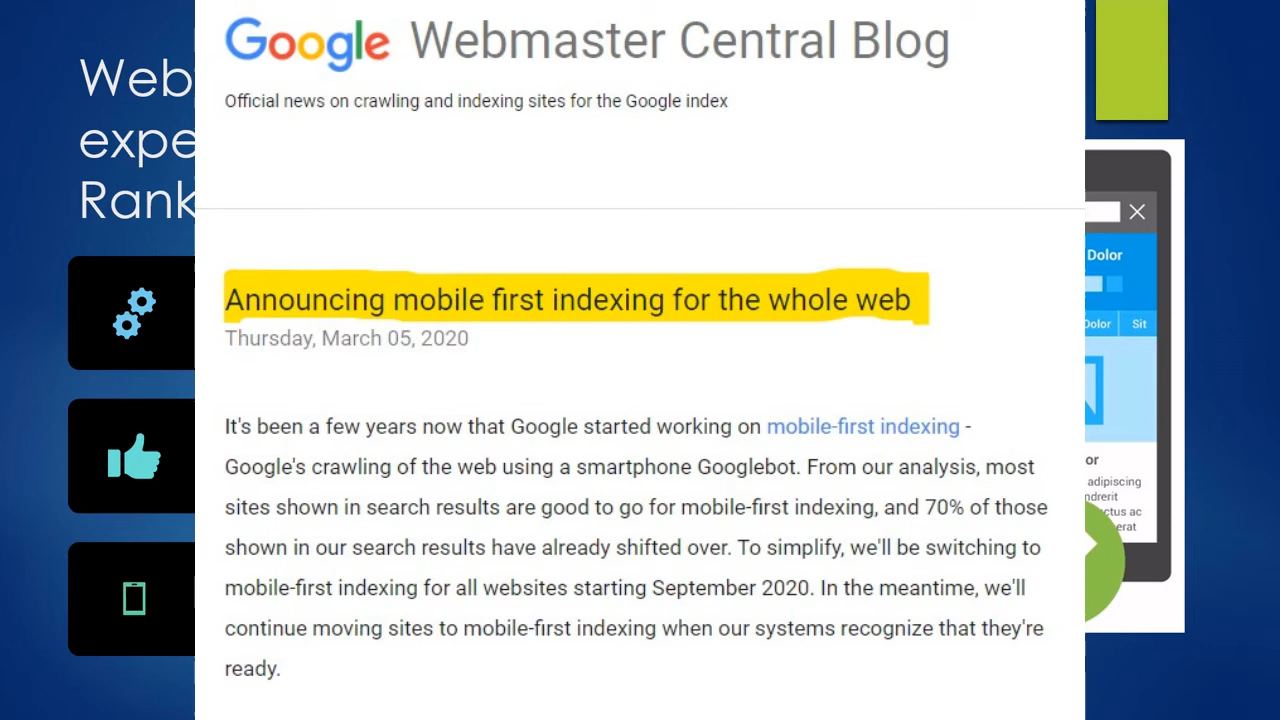 Google Webmaster Central Blog
Official news on crawling and indexing sites for the Google index
Announcing mobile first indexing for the whole web
Thursday, March 05, 2020
It's been a few years now that Google started working on mobile-first indexing -
Google's crawling of the web using a smartphone Googlebot. From our analysis, most
sites shown in search results are good to go for mobile-first indexing, and 70% of those
shown in our search results have already shifted over. To simplify, we'll be switching to
mobile-first indexing for all websites starting September 2020. In the meantime, we'll
continue moving sites to mobile-first indexing when our systems recognize that they're
ready.
Web
expe
Rank
Dolor
Dolor
Sit
or
adipiscing
ndrerit
ctus ac
erat